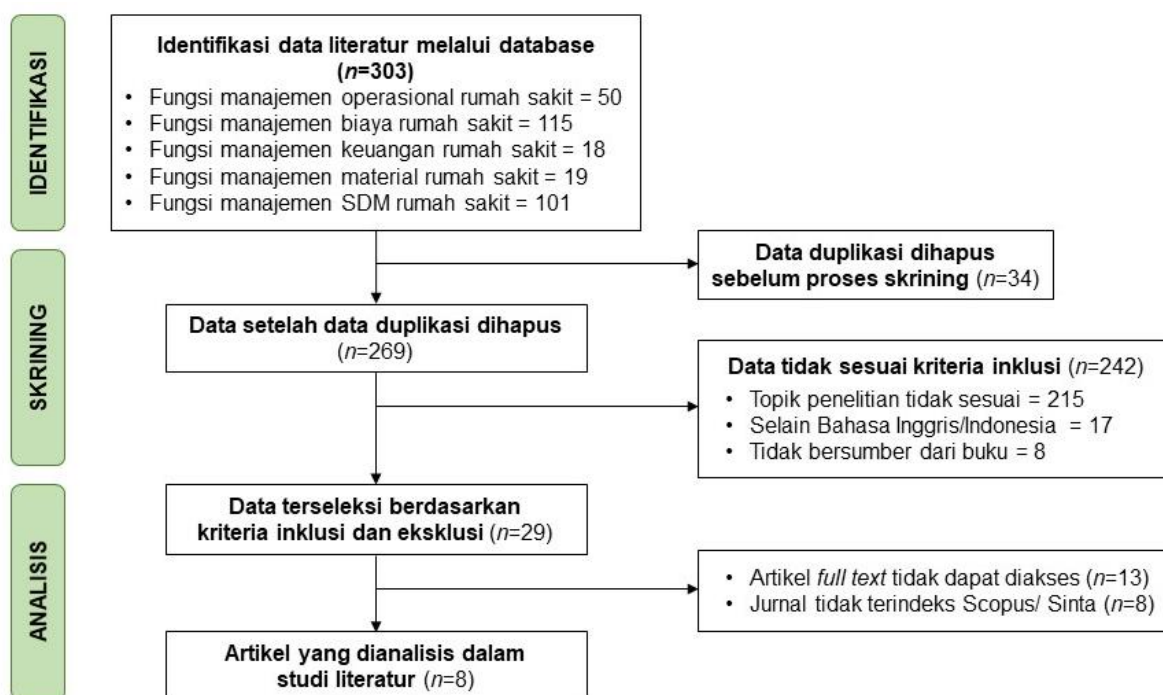 IDENTIFIKASI
Identifikasi data literatur melalui database
(n=303)
• Fungsi manajemen operasional rumah sakit = 50
• Fungsi manajemen biaya rumah sakit = 115
• Fungsi manajemen keuangan rumah sakit = 18
• Fungsi manajemen material rumah sakit = 19
• Fungsi manajemen SDM rumah sakit = 101
Data duplikasi dihapus
sebelum proses skrining (n=34)
SKRINING
Data setelah data duplikasi dihapus
(n=269)
Data tidak sesuai kriteria inklusi (n=242)
• Topik penelitian tidak sesuai = 215
• Selain Bahasa Inggris/Indonesia = 17
• Tidak bersumber dari buku = 8
ANALISIS
Data terseleksi berdasarkan
kriteria inklusi dan eksklusi (n=29)
• Artikel full text tidak dapat diakses (n=13)
• Jurnal tidak terindeks Scopus/ Sinta (n=8)
Artikel yang dianalisis dalam
studi literatur (n=8)